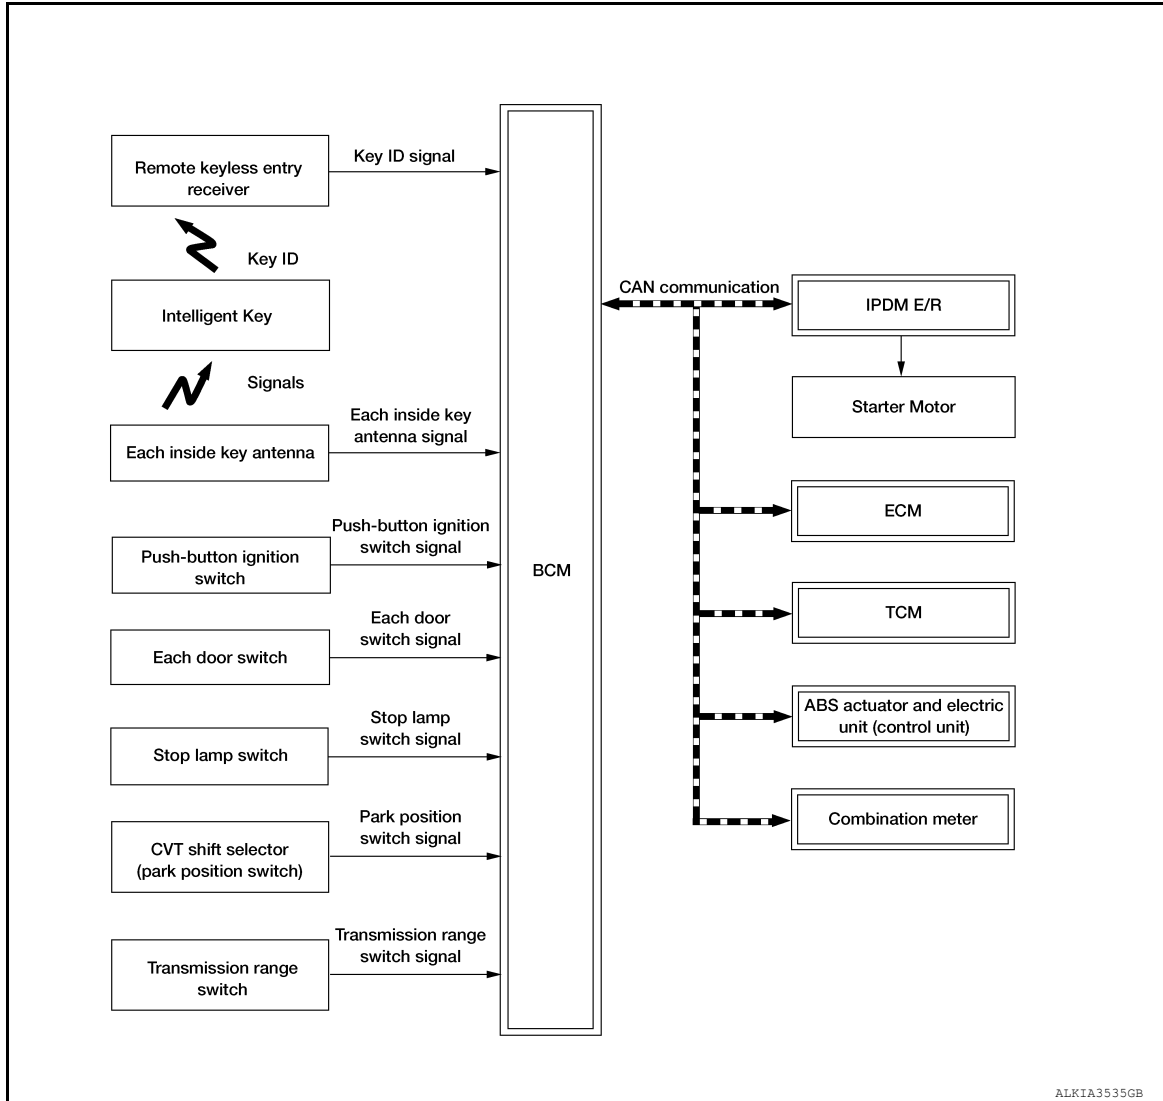 Remote keyless entry
receiver
Key ID signal
Key ID
Intelligent Key
Signals
Each inside key antenna
Each inside key
antenna signal
Push-button ignition
switch
Push-button ignition
switch signal
Each door switch
Each door
switch signal
Stop lamp switch
Stop lamp
switch signal
CVT shift selector
(park position switch)
Park position
switch signal
Transmission range
switch
Transmission range
switch signal
BCM
CAN communication
IPDM E/R
Starter Motor
ECM
TCM
ABS actuator and electric
unit (control unit)
Combination meter
ALKIA3535GB